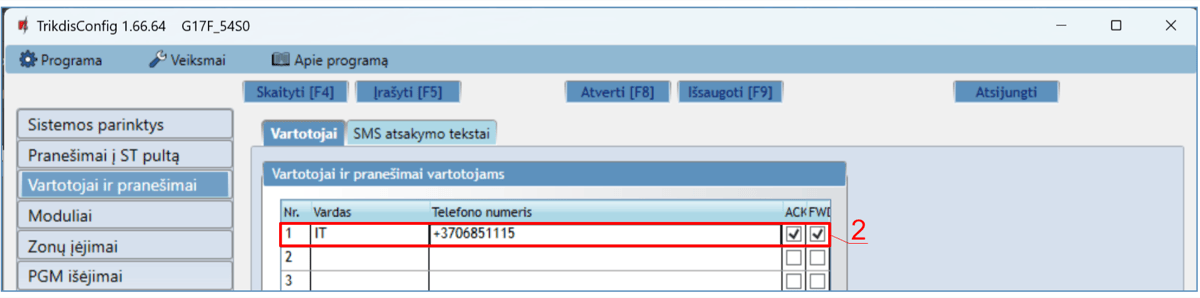 TrikdisConfig 1.66.64 G17F_54S0
Programa Veiksmai Apie programą
Skaityti [F4] Įrašyti [F5] Atverti [F8] Išsaugoti [F9] Atsijungti
Sistemos parinktys
Pranešimai į ST pultą
Vartotojai ir pranešimai
Moduliai
Zonų įėjimai
PGM išėjimai
Vartotojai SMS atsakymo tekstai
Vartotojai ir pranešimai vartotojams
Nr. Vardas Telefono numeris ACK FWD
1 IT +3706851115
2
2
3